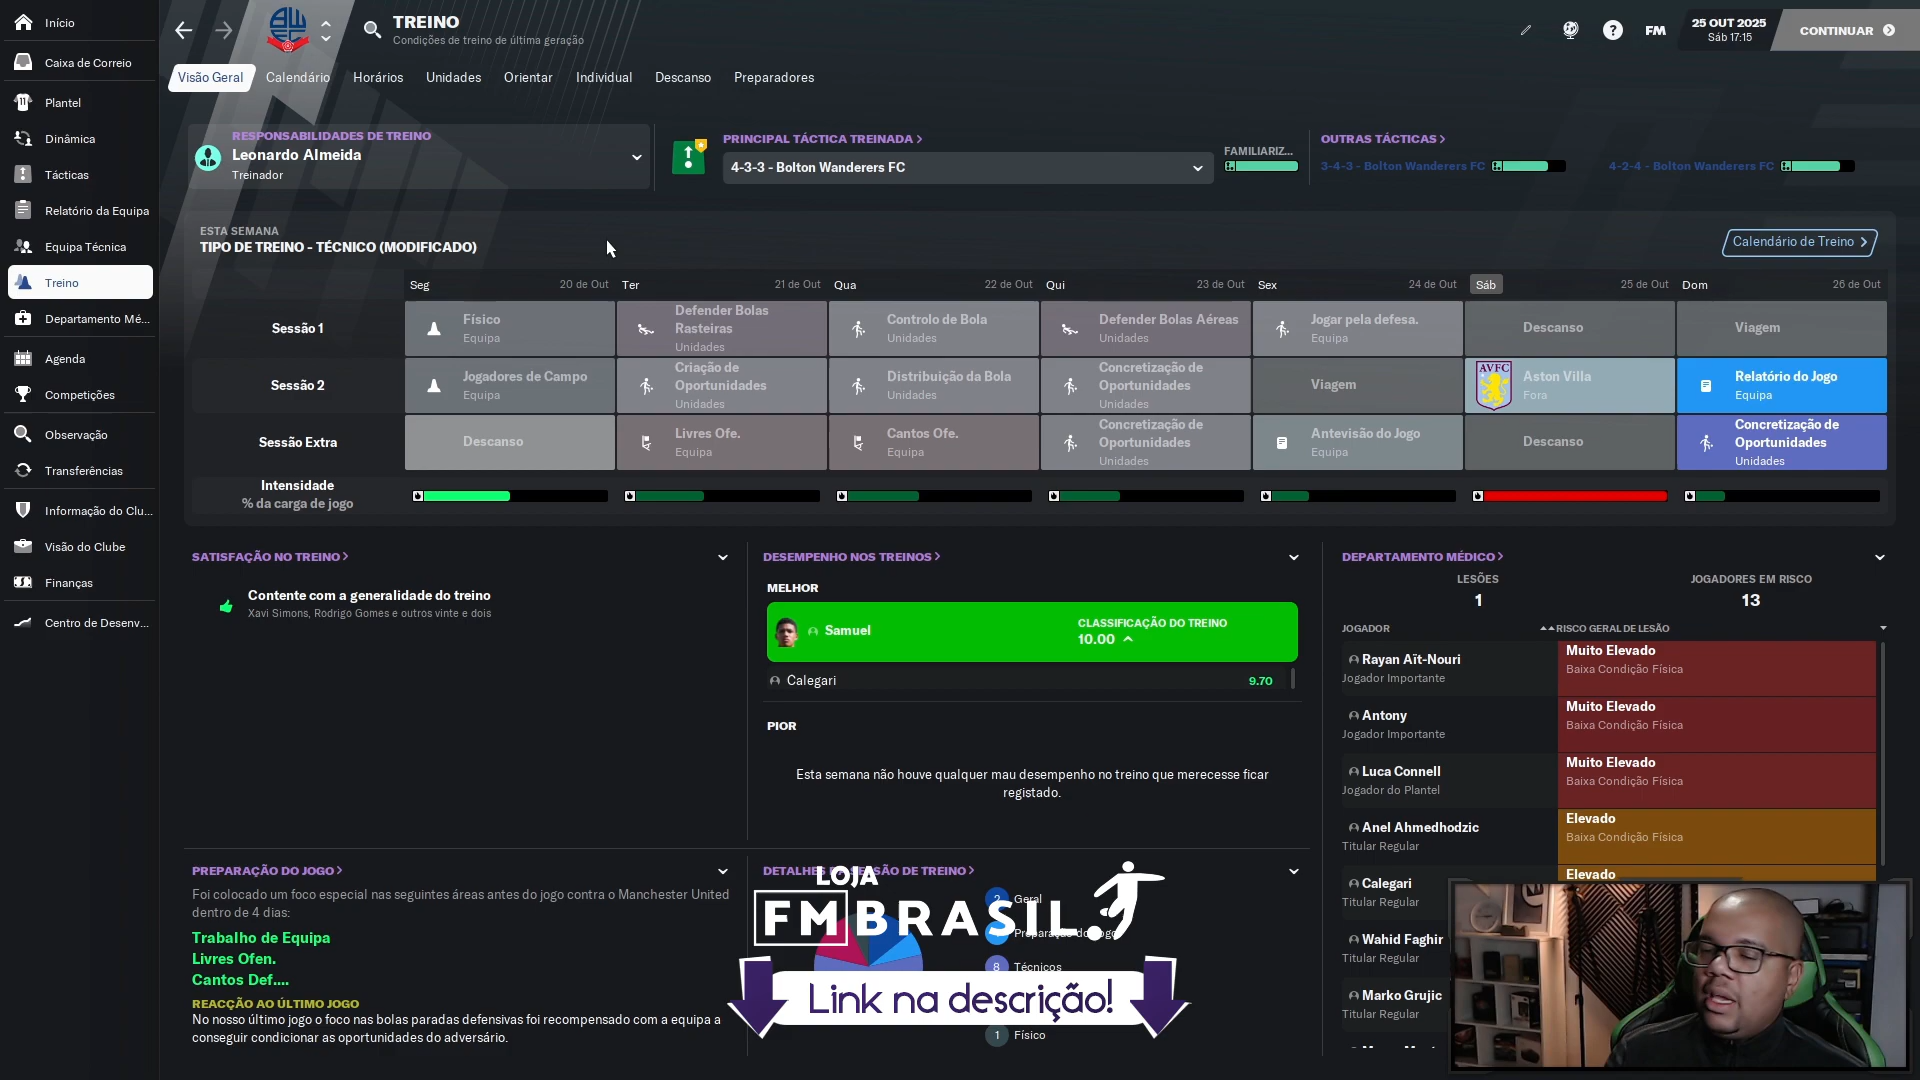 Início
Caixa de Correio
Plantel
Dinâmica
Tácticas
Relatório da Equipa
Equipa Técnica
Treino
Departamento Mé...
Agenda
Competições
Observação
Transferências
Informação do Clu...
Visão do Clube
Finanças
Centro de Desenv...
TREINO
Condições de treino de última geração
FM
25 OUT 2025
Sáb 17:15
CONTINUAR
Visão Geral
Calendário
Horários
Unidades
Orientar
Individual
Descanso
Preparadores
RESPONSABILIDADES DE TREINO
Leonardo Almeida
Treinador
PRINCIPAL TÁCTICA TREINADA >
4-3-3 - Bolton Wanderers FC
FAMILIARIZ...
OUTRAS TÁCTICAS >
3-4-3 - Bolton Wanderers FC
4-2-4 - Bolton Wanderers FC
ESTA SEMANA
TIPO DE TREINO - TÉCNICO (MODIFICADO)
Calendário de Treino >
Seg 20 de Out
Ter 21 de Out
Qua 22 de Out
Qui 23 de Out
Sex 24 de Out
Sáb 25 de Out
Dom 26 de Out
Sessão 1
Físico
Equipa
Defender Bolas
Rasteiras
Unidades
Controlo de Bola
Unidades
Defender Bolas Aéreas
Unidades
Jogar pela defesa.
Equipa
Descanso
Viagem
Sessão 2
Jogadores de Campo
Equipa
Criação de
Oportunidades
Unidades
Distribuição da Bola
Unidades
Concretização de
Oportunidades
Unidades
Viagem
AVFC
Aston Villa
Fora
Relatório do Jogo
Equipa
Sessão Extra
Descanso
Livres Ofe.
Equipa
Cantos Ofe.
Equipa
Concretização de
Oportunidades
Unidades
Antevisão do Jogo
Equipa
Descanso
Concretização de
Oportunidades
Unidades
Intensidade
% da carga de jogo
SATISFAÇÃO NO TREINO >
Contente com a generalidade do treino
Xavi Simons, Rodrigo Gomes e outros vinte e dois
DESEMPENHO NOS TREINOS >
MELHOR
Samuel
CLASSIFICAÇÃO DO TREINO
10.00
Calegari 9.70
PIOR
Esta semana não houve qualquer mau desempenho no treino que merecesse ficar
registado.
DEPARTAMENTO MÉDICO >
LESÕES
1
JOGADORES EM RISCO
13
JOGADOR
RISCO GERAL DE LESÃO
Rayan Aït-Nouri
Jogador Importante
Muito Elevado
Baixa Condição Física
Antony
Jogador Importante
Muito Elevado
Baixa Condição Física
Luca Connell
Jogador do Plantel
Muito Elevado
Baixa Condição Física
Anel Ahmedhodzic
Titular Regular
Elevado
Baixa Condição Física
Calegari
Titular Regular
Elevado
Wahid Faghir
Titular Regular
Marko Grujic
Titular Regular
PREPARAÇÃO DO JOGO >
Foi colocado um foco especial nas seguintes áreas antes do jogo contra o Manchester United
dentro de 4 dias:
Trabalho de Equipa
Livres Ofen.
Cantos Def....
REACÇÃO AO ÚLTIMO JOGO
No nosso último jogo o foco nas bolas paradas defensivas foi recompensado com a equipa a
conseguir condicionar as oportunidades do adversário.
DETALHES DA SESSÃO DE TREINO >
2 Geral
Preparação do Jogo
8 Técnicos
1 Físico
LOJA
FMBRASIL
Link na descrição!